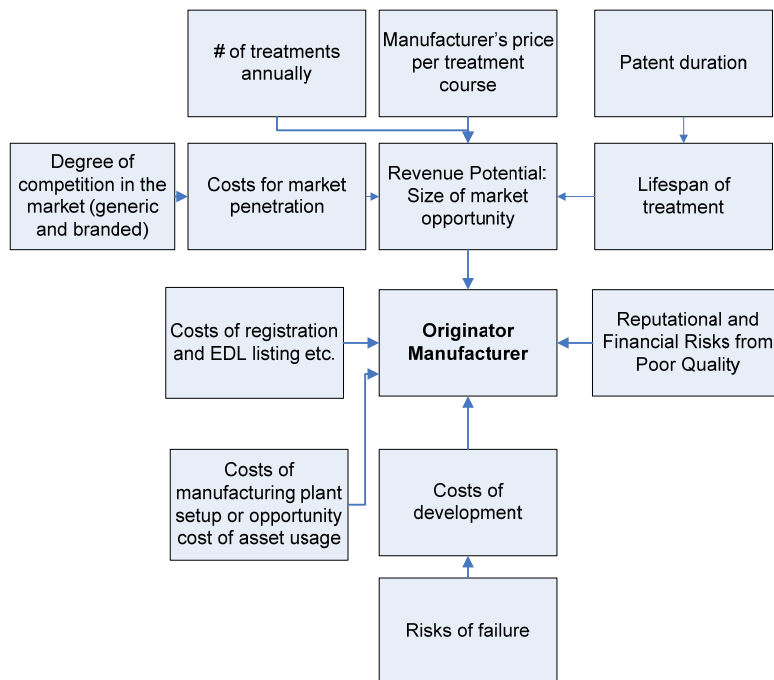 # of treatments
annually
Manufacturer's price
per treatment
course
Patent duration
Degree of
competition in the
market (generic
and branded)
Costs for market
penetration
Revenue Potential:
Size of market
opportunity
Lifespan of
treatment
Costs of registration
and EDL listing etc.
Originator
Manufacturer
Reputational and
Financial Risks from
Poor Quality
Costs of
manufacturing plant
setup or opportunity
cost of asset usage
Costs of
development
Risks of failure